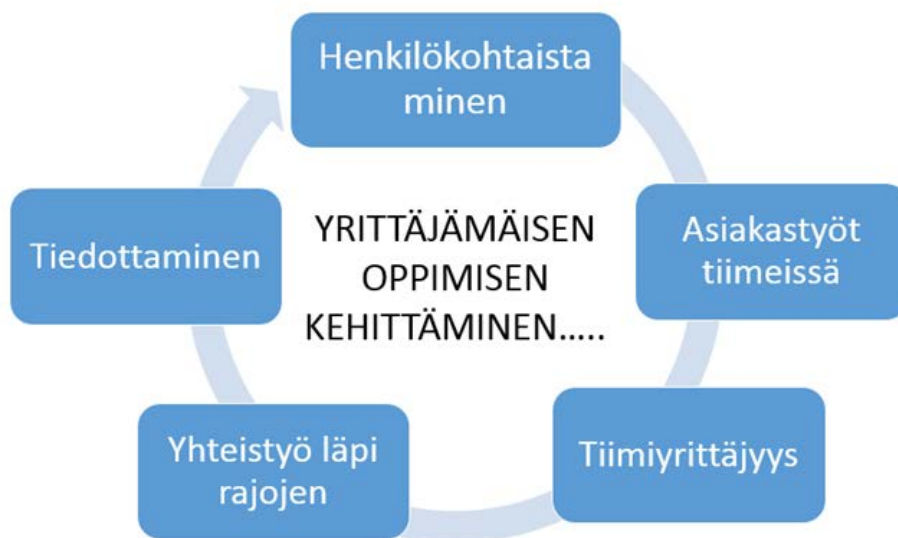 Henkilökohtaista
minen
Asiakastyöt
tiimeissä
Tiimiyrittäjyys
Yhteistyö läpi
rajojen
Tiedottaminen
YRITTÄJÄMÄISEN
OPPIMISEN
KEHITTÄMINEN.....